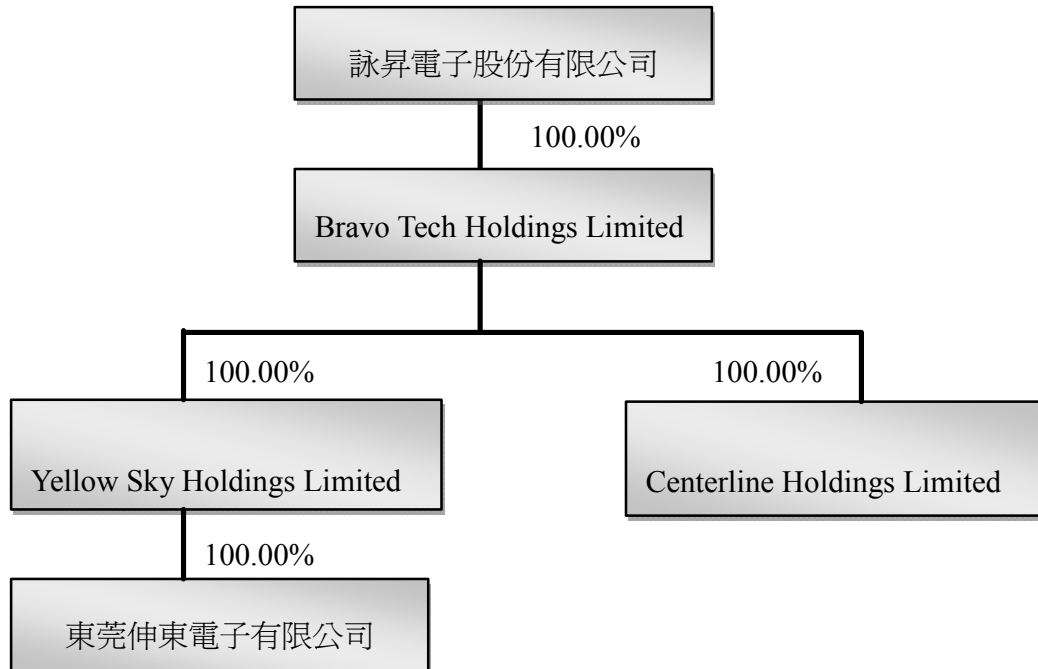 詠昇電子股份有限公司
100.00%
Bravo Tech Holdings Limited
100.00%
100.00%
Yellow Sky Holdings Limited
Centerline Holdings Limited
100.00%
東莞伸東電子有限公司